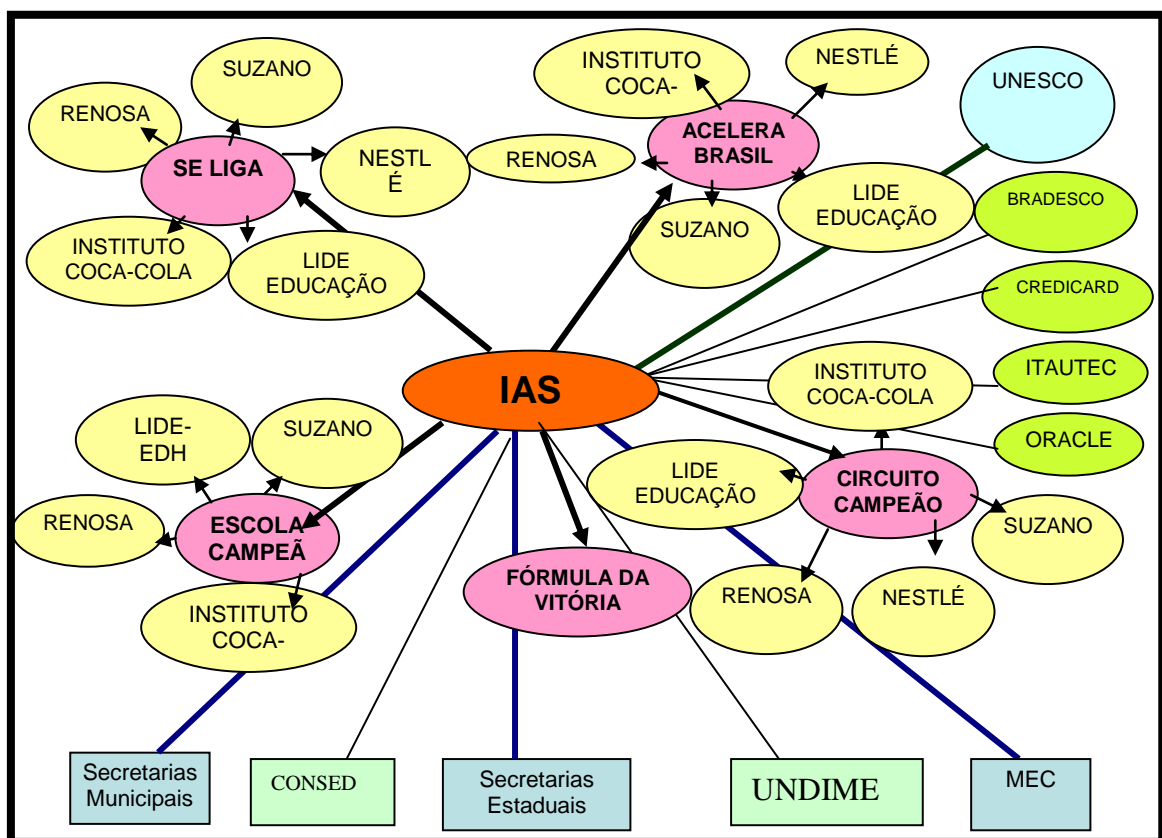 SUZANO
RENOSA
SE LIGA
NESTL
É
INSTITUTO
COCA-COLA
LIDE
EDUCAÇÃO
INSTITUTO
COCA-
NESTLÉ
ACELERA
BRASIL
RENOSA
SUZANO
LIDE
EDUCAÇÃO
UNESCO
BRADESCO
CREDICARD
ITAUTEC
ORACLE
IAS
LIDE-
EDH
SUZANO
RENOSA
ESCOLA
CAMPEÃ
INSTITUTO
COCA-
FÓRMULA DA
VITÓRIA
INSTITUTO
COCA-COLA
LIDE
EDUCAÇÃO
CIRCUITO
CAMPEÃO
SUZANO
RENOSA
NESTLÉ
Secretarias
Municipais
CONSED
Secretarias
Estaduais
UNDIME
MEC